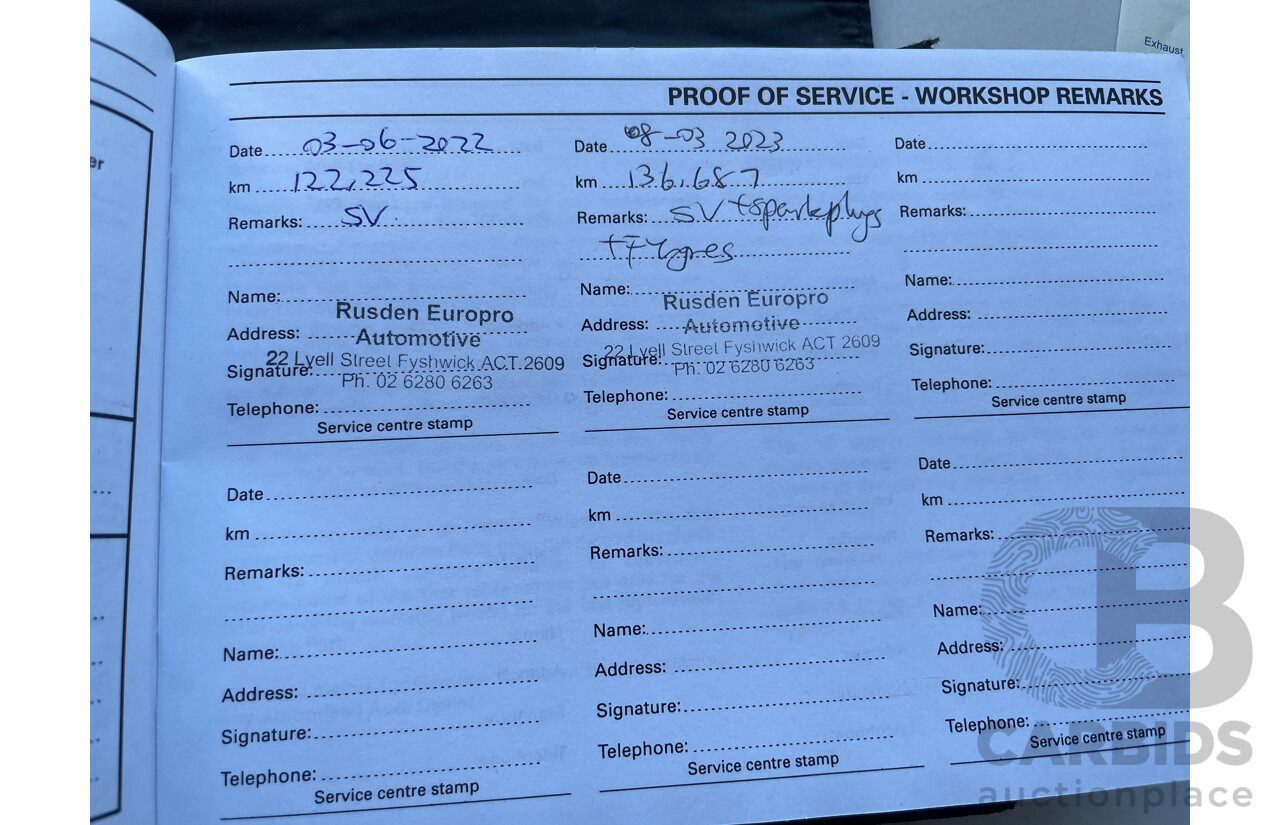 Exhaust
PROOF OF SERVICE - WORKSHOP REMARKS
er
Date 03-06-2022
km 122,225
Remarks: SV
Name:
Address:
Signature:
Telephone:
Rusden Europro
Automotive
22 Lyell Street Fyshwick ACT.2609
Ph: 02 6280 6263
Service centre stamp
Date 08-03 2023
km 136,687
Remarks: SV + sparkplugs
Name:
Address:
Signature:
Telephone:
Rusden Europro
Automotive
22 Lyell Street Fyshwick ACT 2609
Ph: 02 6280 6263
Service centre stamp
Date
km
Remarks:
Name:
Address:
Signature:
Telephone:
Service centre stamp
Date
km
Remarks:
Name:
Address:
Signature:
Telephone:
Service centre stamp
Date
km
Remarks:
Name:
Address:
Signature:
Telephone:
Service centre stamp
Date
km
Remarks:
Name:
Address:
Signature:
Telephone:
Service centre stamp
CB
CARBIDS
auctionplace